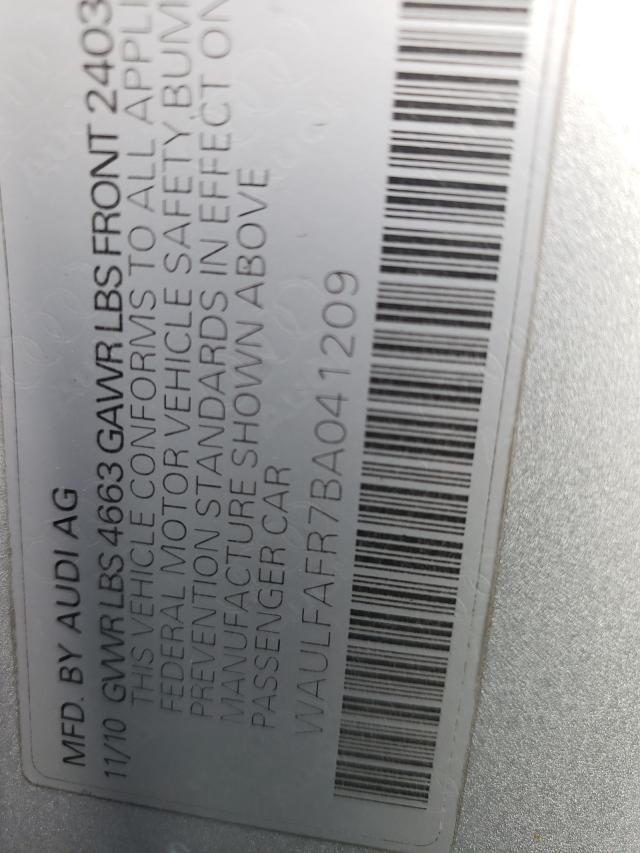 MFD. BY AUDI AG
11/10 GVWR LBS 4663 GAWR LBS FRONT 2403
THIS VEHICLE CONFORMS TO ALL APPLI
FEDERAL MOTOR VEHICLE SAFETY, BUM
PREVENTION STANDARDS IN EFFECT ON
MANUFACTURE SHOWN ABOVE
PASSENGER CAR
WAULFAFR7BA041209